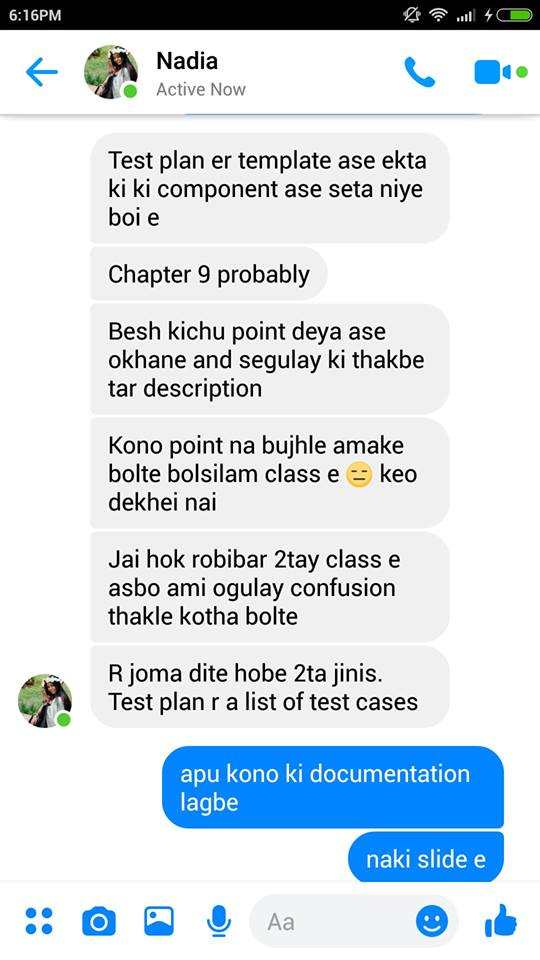 6:16PM
Nadia
Active Now
Test plan er template ase ekta
ki ki component ase seta niye
boi e
Chapter 9 probably
Besh kichu point deya ase
okhane and segulay ki thakbe
tar description
Kono point na bujhle amake
bolte bolsilam class e 😑 keo
dekhei nai
Jai hok robibar 2tay class e
asbo ami ogulay confusion
thakle kotha bolte
R joma dite hobe 2ta jinis.
Test plan r a list of test cases
apu kono ki documentation
lagbe
naki slide e
Aa